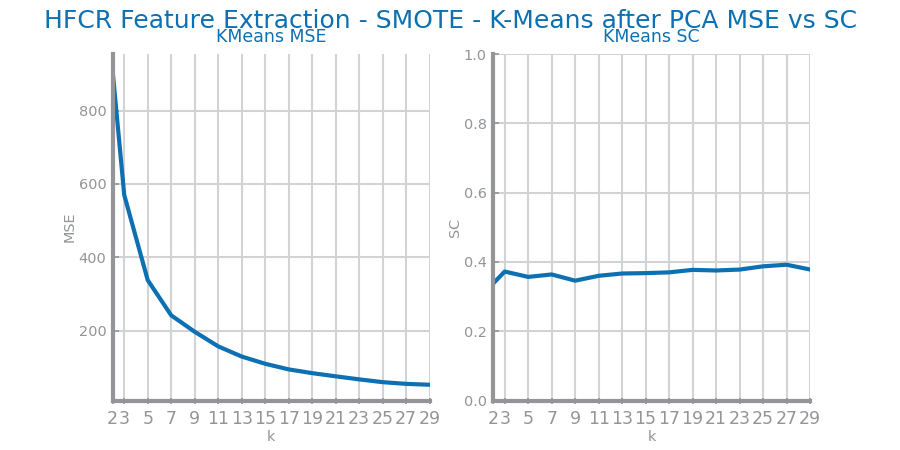 HFCR Feature Extraction - SMOTE - K-Means after PCA MSE vs SC
KMeans MSE
800
600
400
200
MSE
2 3 5 7 9 11 13 15 17 19 21 23 25 27 29
k
KMeans SC
1.0
0.8
0.6
0.4
0.2
0.0
SC
2 3 5 7 9 11 13 15 17 19 21 23 25 27 29
k